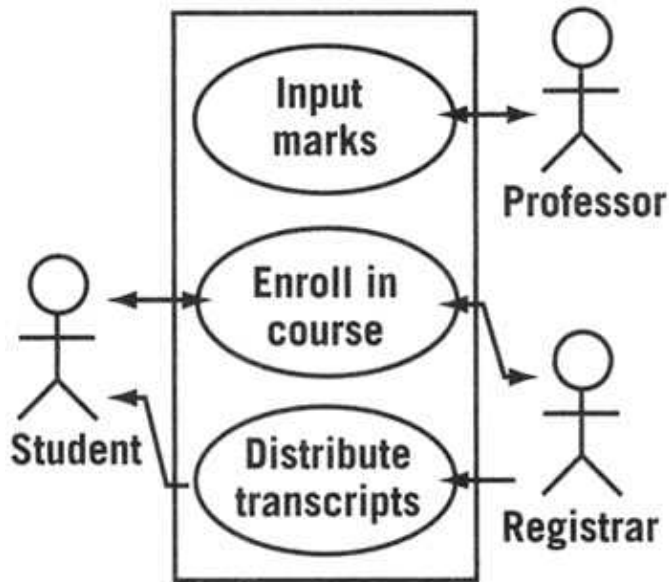 Input
marks
Professor
Enroll in
course
Student
Distribute
transcripts
Registrar